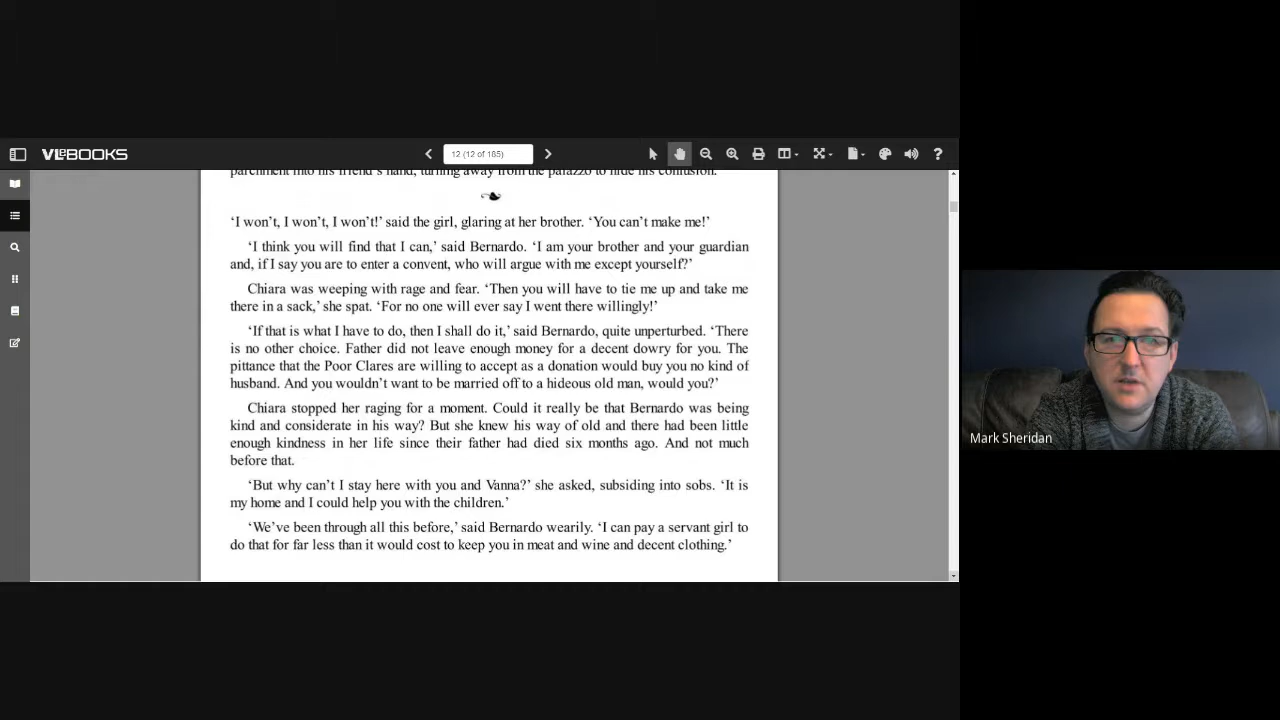 VLeBOOKS
12 (12 of 185)
parchment into his friend's hand, turning away from the palazzo to hide his confusion.
‘I won’t, I won’t, I won’t!’ said the girl, glaring at her brother. ‘You can’t make me!’
‘I think you will find that I can,’ said Bernardo. ‘I am your brother and your guardian
and, if I say you are to enter a convent, who will argue with me except yourself?’
Chiara was weeping with rage and fear. ‘Then you will have to tie me up and take me
there in a sack,’ she spat. ‘For no one will ever say I went there willingly!’
‘If that is what I have to do, then I shall do it,’ said Bernardo, quite unperturbed. ‘There
is no other choice. Father did not leave enough money for a decent dowry for you. The
pittance that the Poor Clares are willing to accept as a donation would buy you no kind of
husband. And you wouldn’t want to be married off to a hideous old man, would you?’
Chiara stopped her raging for a moment. Could it really be that Bernardo was being
kind and considerate in his way? But she knew his way of old and there had been little
enough kindness in her life since their father had died six months ago. And not much
before that.
‘But why can’t I stay here with you and Vanna?’ she asked, subsiding into sobs. ‘It is
my home and I could help you with the children.’
‘We’ve been through all this before,’ said Bernardo wearily. ‘I can pay a servant girl to
do that for far less than it would cost to keep you in meat and wine and decent clothing.’
Mark Sheridan